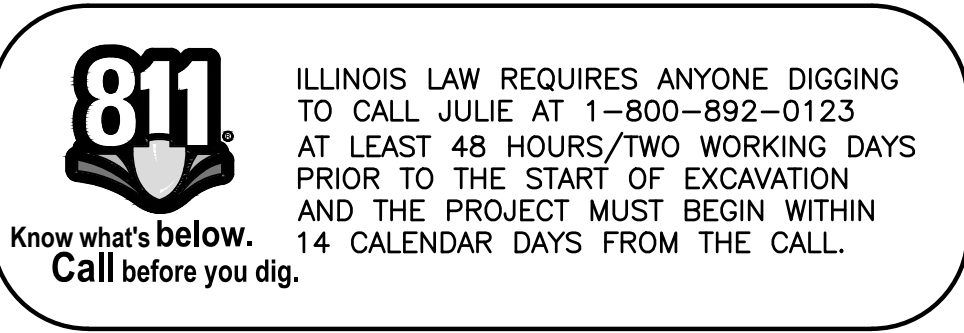 811®
Know what's below.
Call before you dig.
ILLINOIS LAW REQUIRES ANYONE DIGGING
TO CALL JULIE AT 1-800-892-0123
AT LEAST 48 HOURS/TWO WORKING DAYS
PRIOR TO THE START OF EXCAVATION
AND THE PROJECT MUST BEGIN WITHIN
14 CALENDAR DAYS FROM THE CALL.